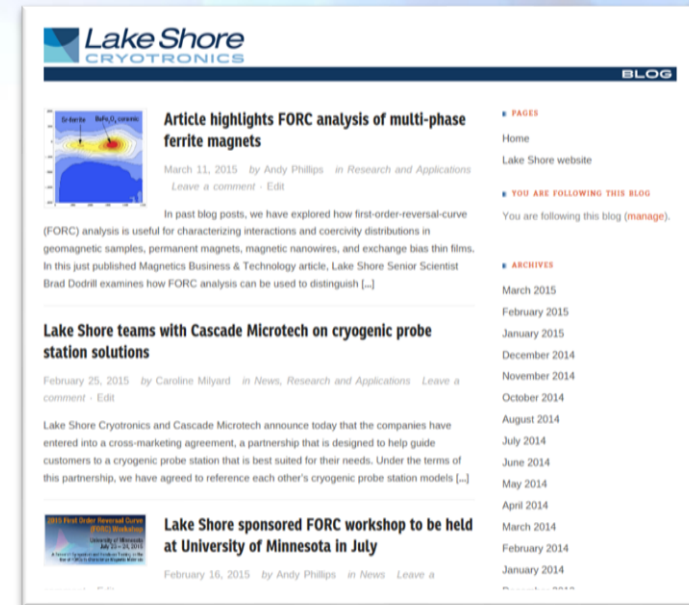 Lake Shore
CRYOTRONICS
BLOG
Sr-ferrite BaFe₂O₄ ceramic
Article highlights FORC analysis of multi-phase
ferrite magnets
March 11, 2015 by Andy Phillips in Research and Applications
Leave a comment · Edit
In past blog posts, we have explored how first-order-reversal-curve
(FORC) analysis is useful for characterizing interactions and coercivity distributions in
geomagnetic samples, permanent magnets, magnetic nanowires, and exchange bias thin films.
In this just published Magnetics Business & Technology article, Lake Shore Senior Scientist
Brad Dodrill examines how FORC analysis can be used to distinguish [...]
Lake Shore teams with Cascade Microtech on cryogenic probe
station solutions
February 25, 2015 by Caroline Milyard in News, Research and Applications Leave a
comment · Edit
Lake Shore Cryotronics and Cascade Microtech announce today that the companies have
entered into a cross-marketing agreement, a partnership that is designed to help guide
customers to a cryogenic probe station that is best suited for their needs. Under the terms of
this partnership, we have agreed to reference each other's cryogenic probe station models [...]
2015 First Order Reversal Curve
(FORC) Workshop
University of Minnesota
July 23 – 24, 2015
Lake Shore sponsored FORC workshop to be held
at University of Minnesota in July
February 16, 2015 by Andy Phillips in News Leave a
PAGES
Home
Lake Shore website
YOU ARE FOLLOWING THIS BLOG
You are following this blog (manage).
ARCHIVES
March 2015
February 2015
January 2015
December 2014
November 2014
October 2014
August 2014
July 2014
June 2014
May 2014
April 2014
March 2014
February 2014
January 2014